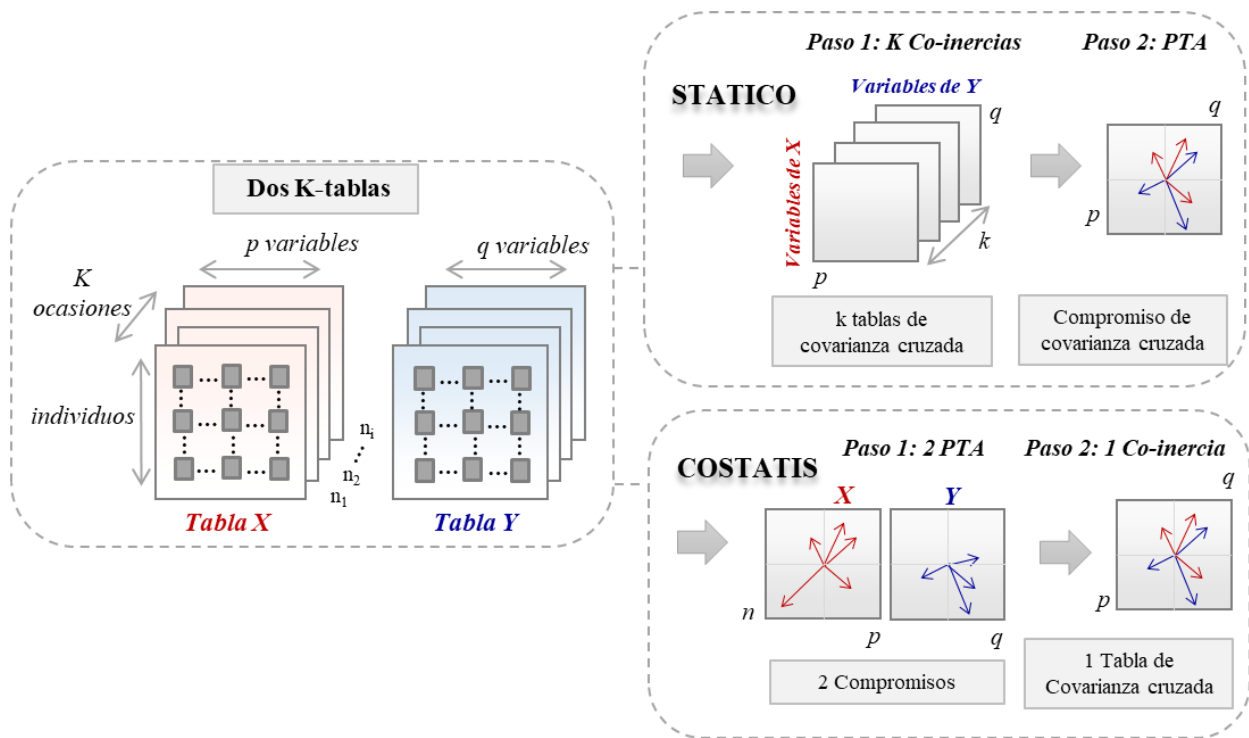 Dos K-tablas
p variables
q variables
K
ocasiones
individuos
n1
n2
ni
Tabla X
Tabla Y
STATICO
Paso 1: K Co-inercias
Paso 2: PTA
Variables de Y
Variables de X
q
k
p
q
p
k tablas de
covarianza cruzada
Compromiso de
covarianza cruzada
COSTATIS
Paso 1: 2 PTA
Paso 2: 1 Co-inercia
X
Y
n
p
q
q
p
2 Compromisos
1 Tabla de
Covarianza cruzada